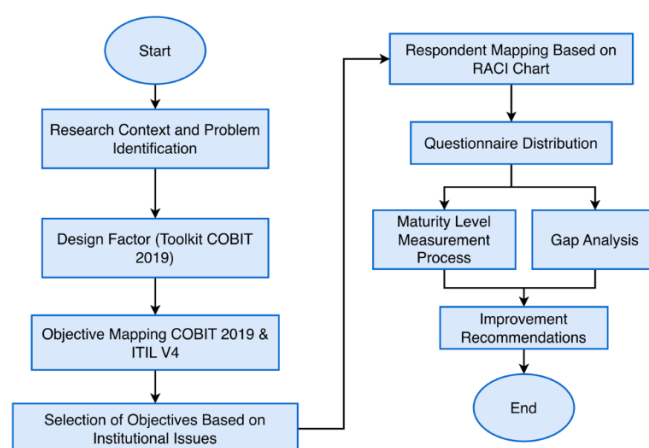 Start
Research Context and Problem
Identification
Design Factor (Toolkit COBIT
2019)
Objective Mapping COBIT 2019 &
ITIL V4
Selection of Objectives Based on
Institutional Issues
Respondent Mapping Based on
RACI Chart
Questionnaire Distribution
Maturity Level
Measurement
Process
Gap Analysis
Improvement
Recommendations
End